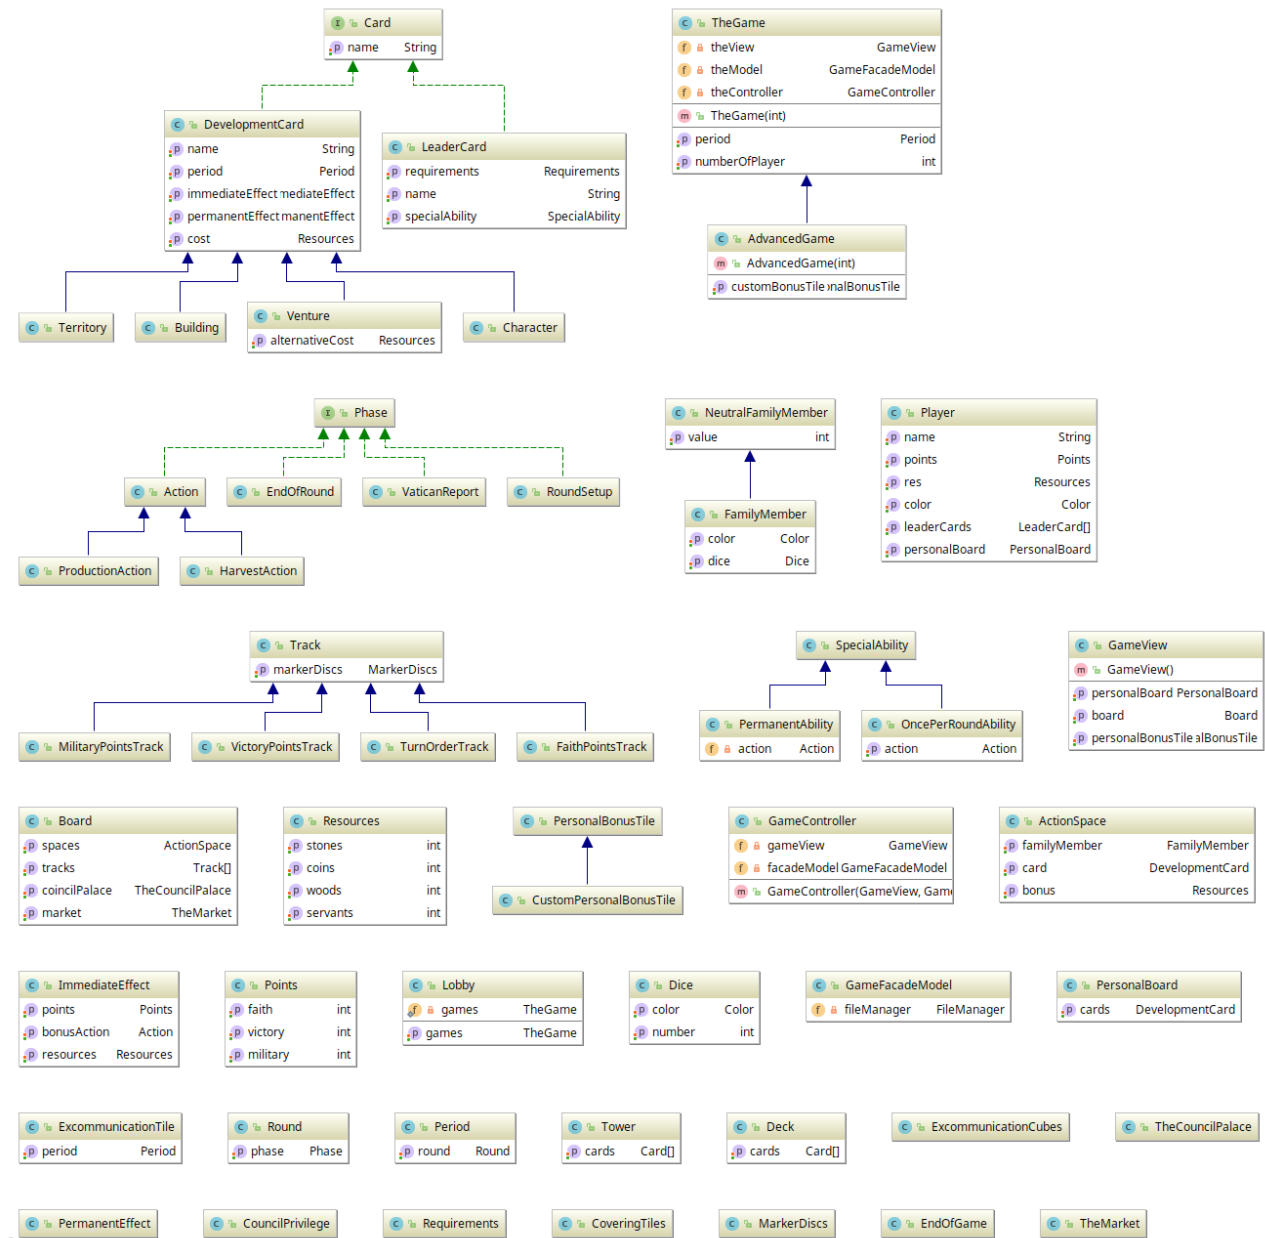 Card
name String
DevelopmentCard
name String
period Period
immediateEffect mediateEffect
permanentEffect manentEffect
cost Resources
LeaderCard
requirements Requirements
name String
specialAbility SpecialAbility
Territory
Building
Venture
alternativeCost Resources
Character
TheGame
theView GameView
theModel GameFacadeModel
theController GameController
TheGame(int)
period Period
numberOfPlayer int
AdvancedGame
AdvancedGame(int)
customBonusTile nalBonusTile
Phase
Action
EndOfRound
VaticanReport
RoundSetup
ProductionAction
HarvestAction
NeutralFamilyMember
value int
FamilyMember
color Color
dice Dice
Player
name String
points Points
res Resources
color Color
leaderCards LeaderCard[]
personalBoard PersonalBoard
Track
markerDiscs MarkerDiscs
MilitaryPointsTrack
VictoryPointsTrack
TurnOrderTrack
FaithPointsTrack
SpecialAbility
PermanentAbility
action Action
OncePerRoundAbility
action Action
GameView
GameView()
personalBoard PersonalBoard
board Board
personalBonusTile alBonusTile
Board
spaces ActionSpace
tracks Track[]
coincilPalace TheCouncilPalace
market TheMarket
Resources
stones int
coins int
woods int
servants int
PersonalBonusTile
CustomPersonalBonusTile
GameController
gameView GameView
facadeModel GameFacadeModel
GameController(GameView, Gam
ActionSpace
familyMember FamilyMember
card DevelopmentCard
bonus Resources
ImmediateEffect
points Points
bonusAction Action
resources Resources
Points
faith int
victory int
military int
Lobby
games TheGame
games TheGame
Dice
color Color
number int
GameFacadeModel
fileManager FileManager
PersonalBoard
cards DevelopmentCard
ExcommunicationTile
period Period
Round
phase Phase
Period
round Round
Tower
cards Card[]
Deck
cards Card[]
ExcommunicationCubes
TheCouncilPalace
PermanentEffect
CouncilPrivilege
Requirements
CoveringTiles
MarkerDiscs
EndOfGame
TheMarket